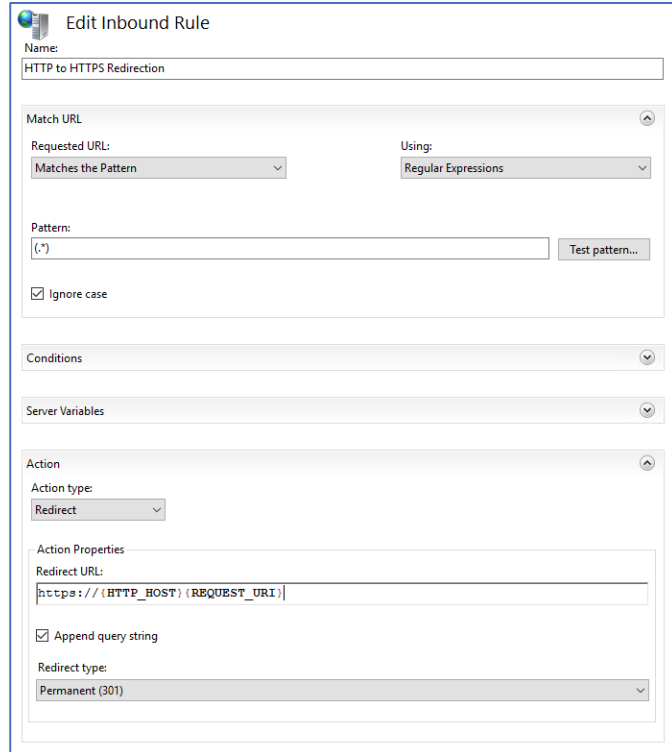 Edit Inbound Rule
Name:
HTTP to HTTPS Redirection
Match URL
Requested URL:
Using:
Matches the Pattern
Regular Expressions
Pattern:
(.*)
Test pattern...
Ignore case
Conditions
Server Variables
Action
Action type:
Redirect
Action Properties
Redirect URL:
https://{HTTP_HOST}{REQUEST_URI}
Append query string
Redirect type:
Permanent (301)